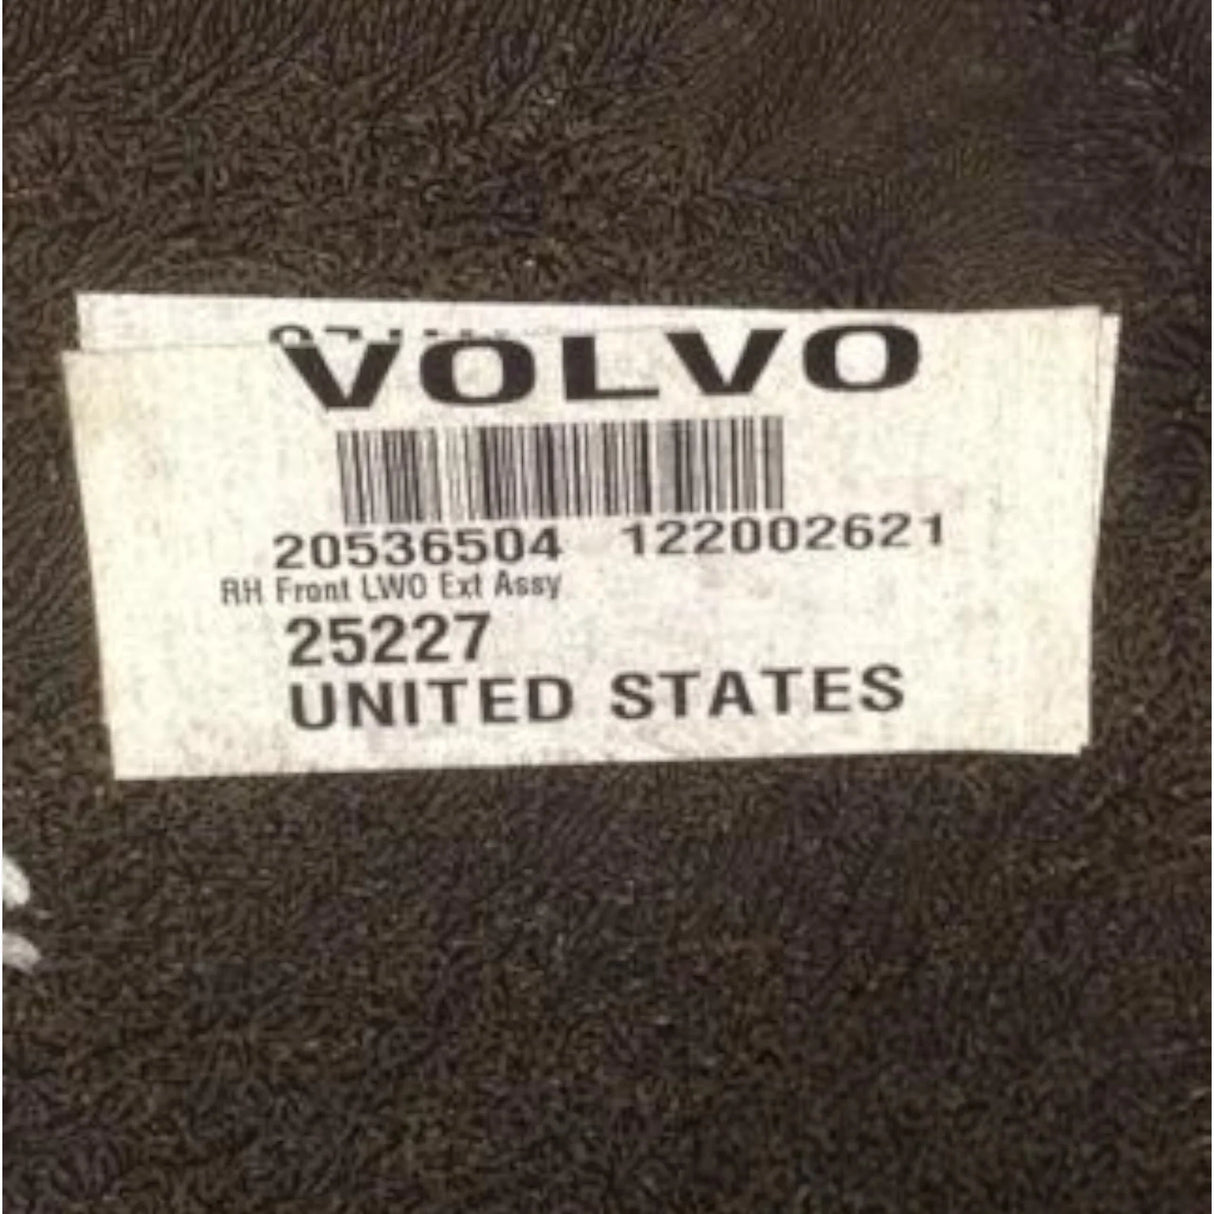 VOLVO
20536504 122002621
RH Front LWO Ext Assy
25227
UNITED STATES